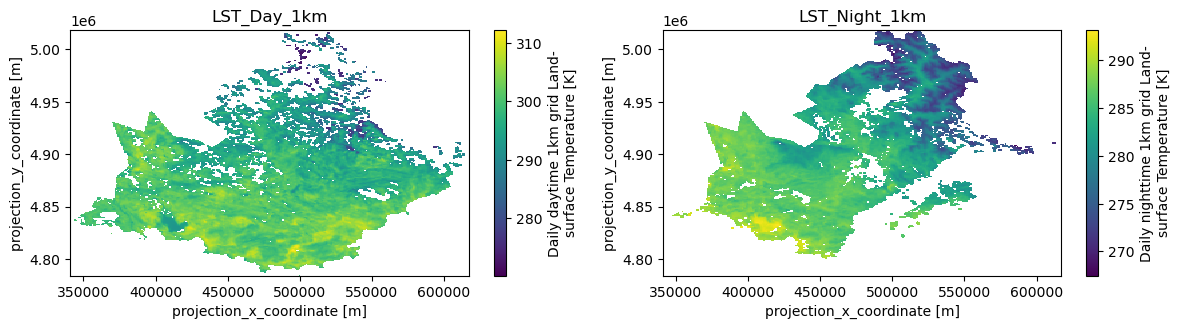 LST_Day_1km
1e6
5.00
4.95
4.90
4.85
4.80
projection_y_coordinate [m]
350000 400000 450000 500000 550000 600000
projection_x_coordinate [m]
310
300
290
280
Daily daytime 1km grid Land-
surface Temperature [K]
LST_Night_1km
1e6
5.00
4.95
4.90
4.85
4.80
projection_y_coordinate [m]
350000 400000 450000 500000 550000 600000
projection_x_coordinate [m]
290
285
280
275
270
Daily nighttime 1km grid Land-
surface Temperature [K]